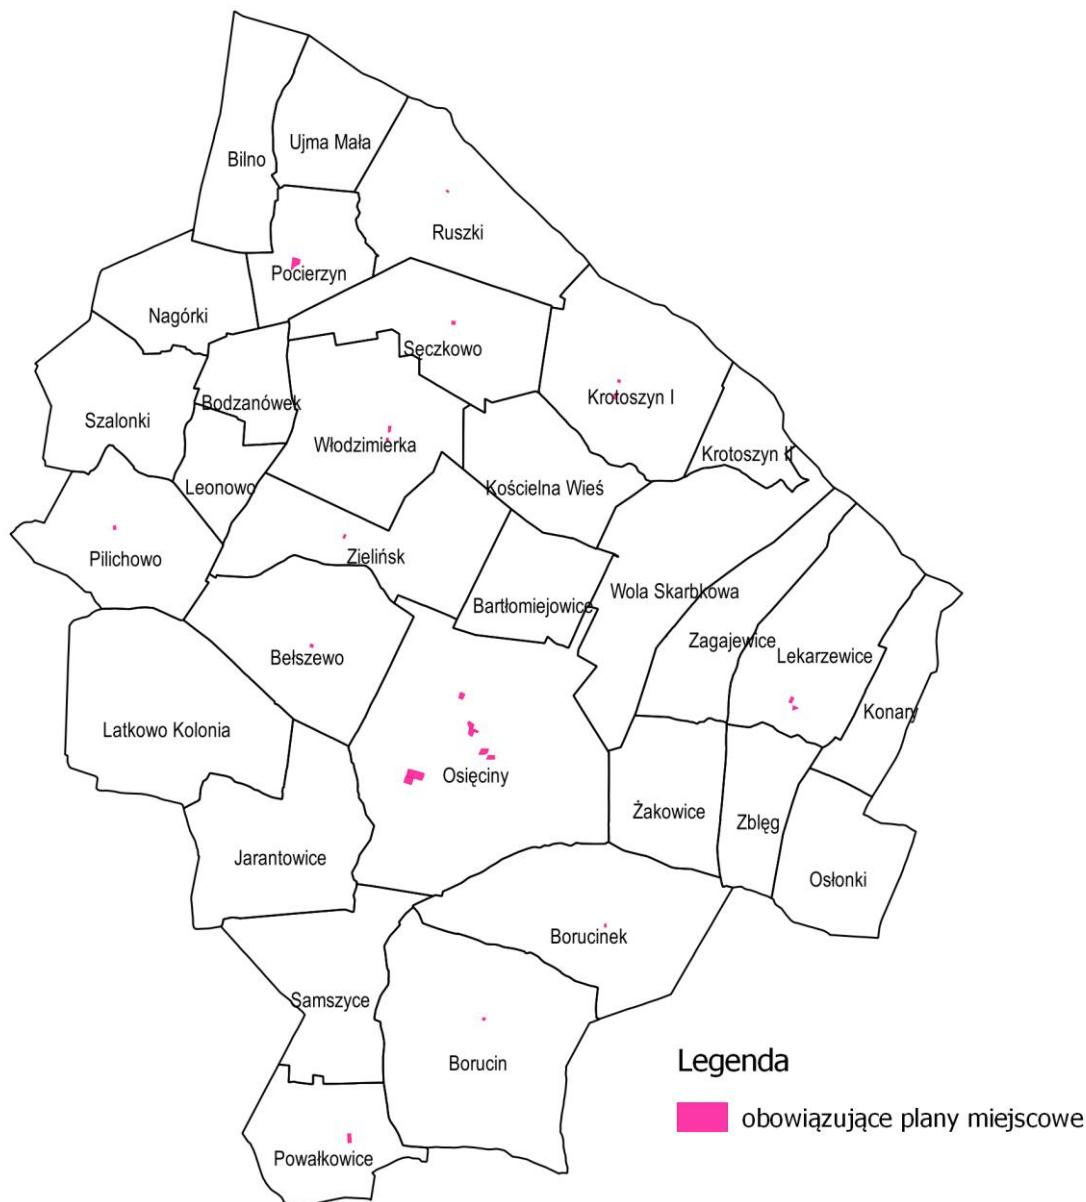 Ujma Mała
Bilno
Ruszki
Pocierzyn
Nagórki
Sęczkowo
Krotoszyn I
Bodzanówek
Szalonki
Włodzimierka
Krotoszyn II
Leonowo
Kościelna Wieś
Zielińsk
Pilichowo
Wola Skarbkowa
Bartłomiejowice
Zagajewice
Lekarzewice
Bełszewo
Konary
Latkowo Kolonia
Osięciny
Żakowice
Zblęg
Jarantowice
Osłonki
Borucinek
Samszyce
Borucin
Powałkowice
Legenda
obowiązujące plany miejscowe